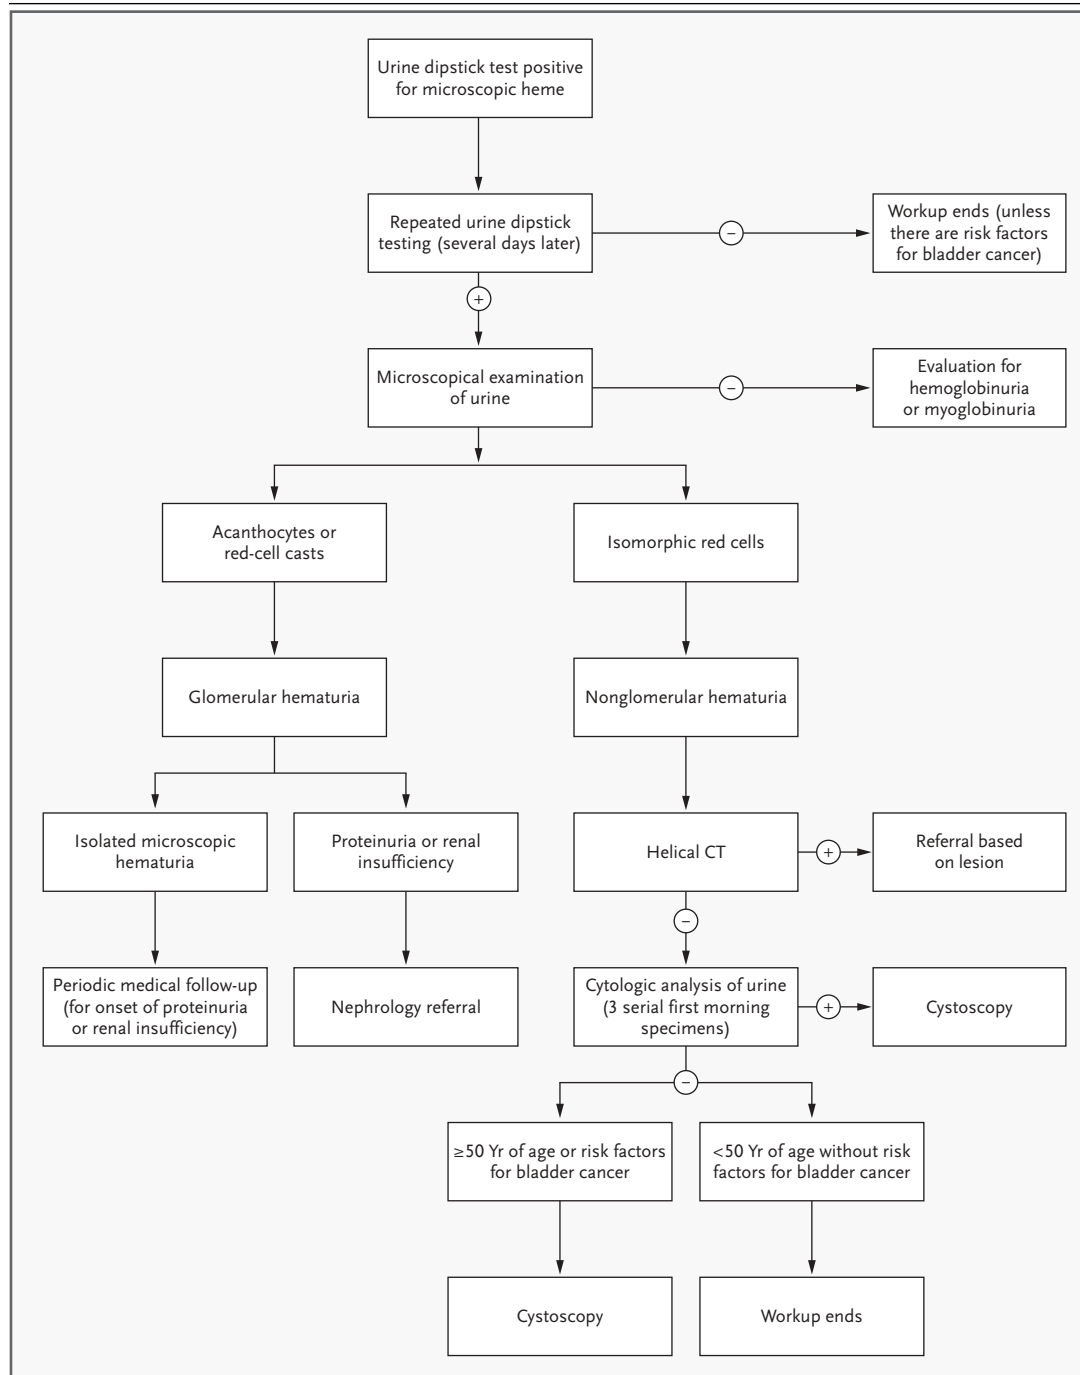 Urine dipstick test positive
for microscopic heme
Repeated urine dipstick
testing (several days later)
−
Workup ends (unless
there are risk factors
for bladder cancer)
+
Microscopical examination
of urine
−
Evaluation for
hemoglobinuria
or myoglobinuria
Acanthocytes or
red-cell casts
Isomorphic red cells
Glomerular hematuria
Nonglomerular hematuria
Isolated microscopic
hematuria
Proteinuria or renal
insufficiency
Helical CT
+
Referral based
on lesion
−
Periodic medical follow-up
(for onset of proteinuria
or renal insufficiency)
Nephrology referral
Cytologic analysis of urine
(3 serial first morning
specimens)
+
Cystoscopy
−
≥50 Yr of age or risk factors
for bladder cancer
<50 Yr of age without risk
factors for bladder cancer
Cystoscopy
Workup ends